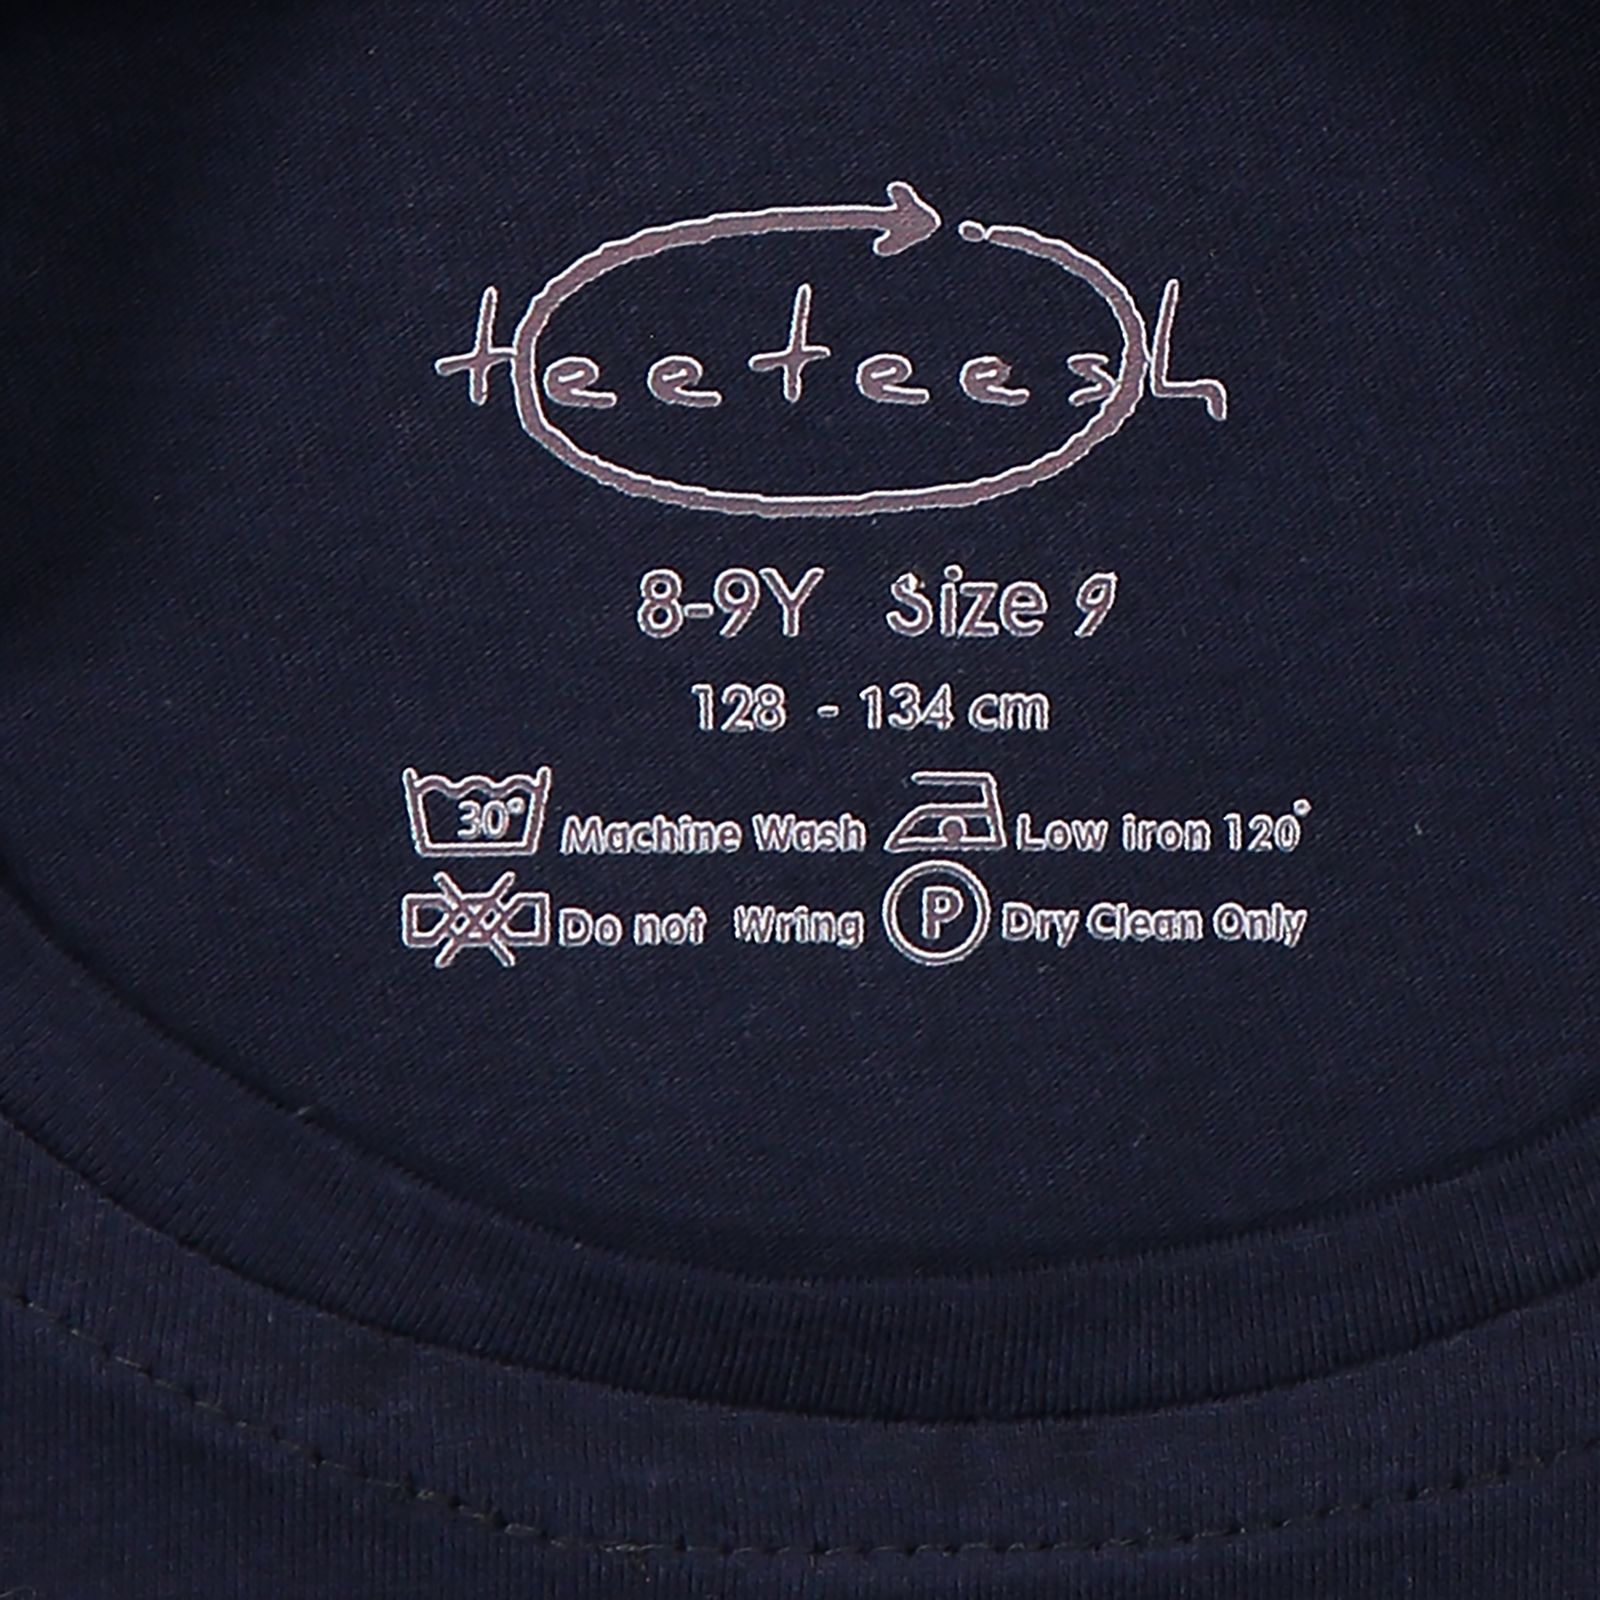 teeteesh
8-9Y Size 9
128 - 134 cm
30° Machine Wash Low iron 120°
Do not Wring P Dry Clean Only